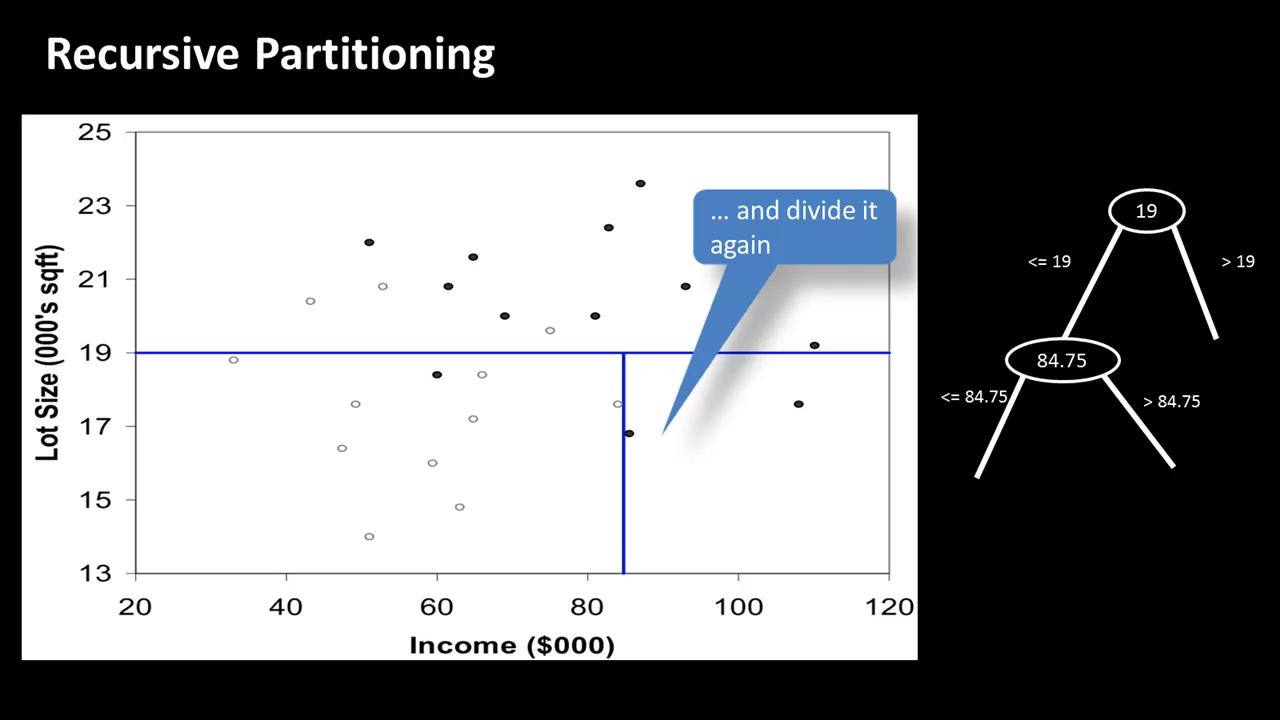 Recursive Partitioning
25
23
21
19
17
15
13
Lot Size (000's sqft)
20 40 60 80 100 120
Income ($000)
... and divide it
again
19
<= 19
> 19
84.75
<= 84.75
> 84.75